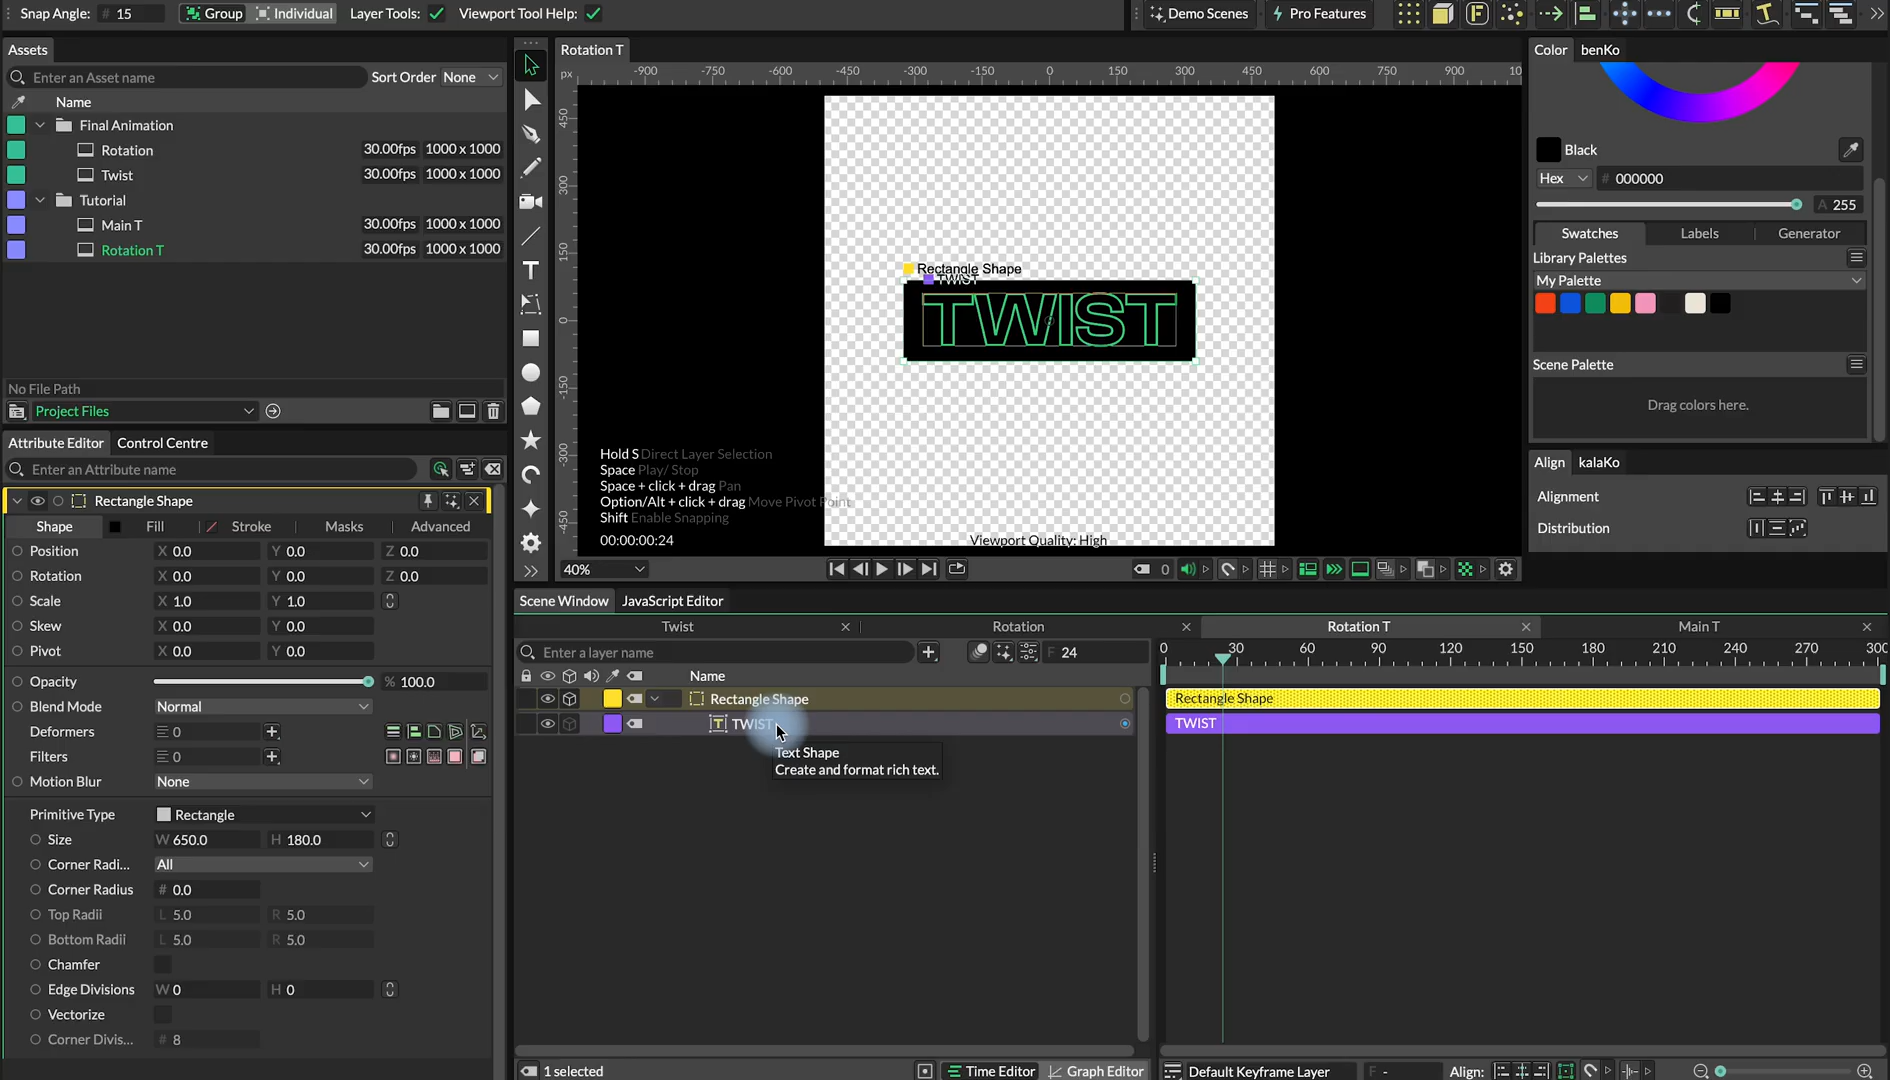 Snap Angle: # 15 Group Individual Layer Tools: Viewport Tool Help: Demo Scenes Pro Features
Assets
Enter an Asset name Sort Order None
Name
Final Animation
Rotation 30.00fps 1000 x 1000
Twist 30.00fps 1000 x 1000
Tutorial
Main T 30.00fps 1000 x 1000
Rotation T 30.00fps 1000 x 1000
No File Path
Project Files
Attribute Editor Control Centre
Enter an Attribute name
Rectangle Shape
Shape Fill Stroke Masks Advanced
Position X 0.0 Y 0.0 Z 0.0
Rotation X 0.0 Y 0.0 Z 0.0
Scale X 1.0 Y 1.0
Skew X 0.0 Y 0.0
Pivot X 0.0 Y 0.0
Opacity % 100.0
Blend Mode Normal
Deformers 0
Filters 0
Motion Blur None
Primitive Type Rectangle
Size W 650.0 H 180.0
Corner Radi... All
Corner Radius # 0.0
Top Radii L 5.0 R 5.0
Bottom Radii L 5.0 R 5.0
Chamfer
Edge Divisions W 0 H 0
Vectorize
Corner Divis... # 8
Rotation T
px -900 -750 -600 -450 -300 -150 0 150 300 450 600 750 900 10
450
300
150
0
-150
-300
-450
Rectangle Shape
TWIST
TWIST
Hold S Direct Layer Selection
Space Play/ Stop
Space + click + drag Pan
Option/Alt + click + drag Move Pivot Point
Shift Enable Snapping
00:00:00:24
Viewport Quality: High
40% 0
Color benKo
Black
Hex # 000000
A 255
Swatches Labels Generator
Library Palettes
My Palette
Scene Palette
Drag colors here.
Align kalaKo
Alignment
Distribution
Scene Window JavaScript Editor
Twist Rotation Rotation T Main T
Enter a layer name F 24
0 30 60 90 120 150 180 210 240 270 300
Name
Rectangle Shape
TWIST
Text Shape
Create and format rich text.
Rectangle Shape
TWIST
1 selected Time Editor Graph Editor Default Keyframe Layer F - Align: